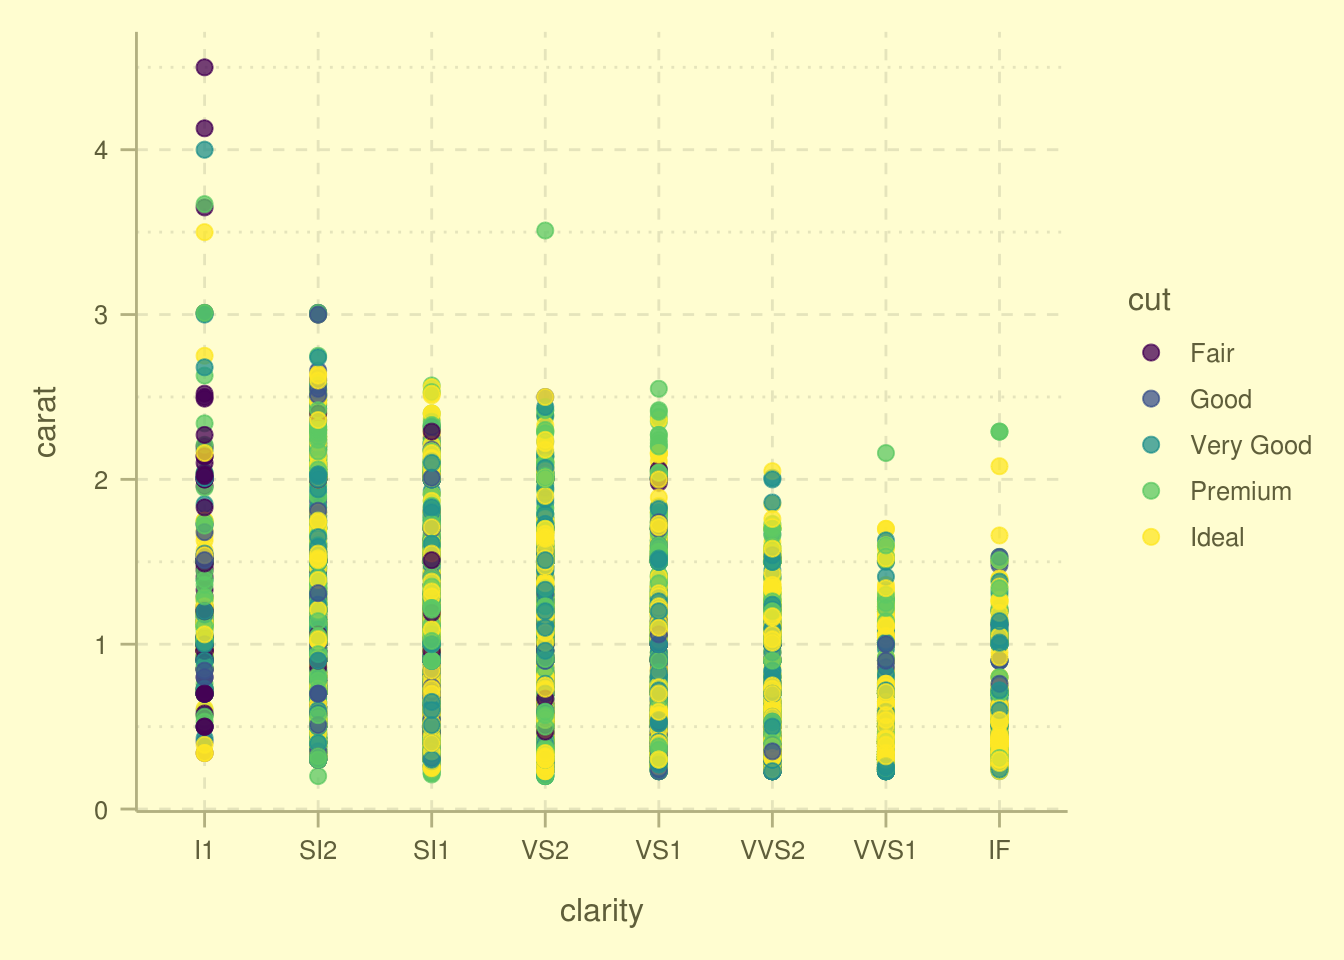 4
3
2
1
0
carat
I1 SI2 SI1 VS2 VS1 VVS2 VVS1 IF
clarity
cut
Fair
Good
Very Good
Premium
Ideal